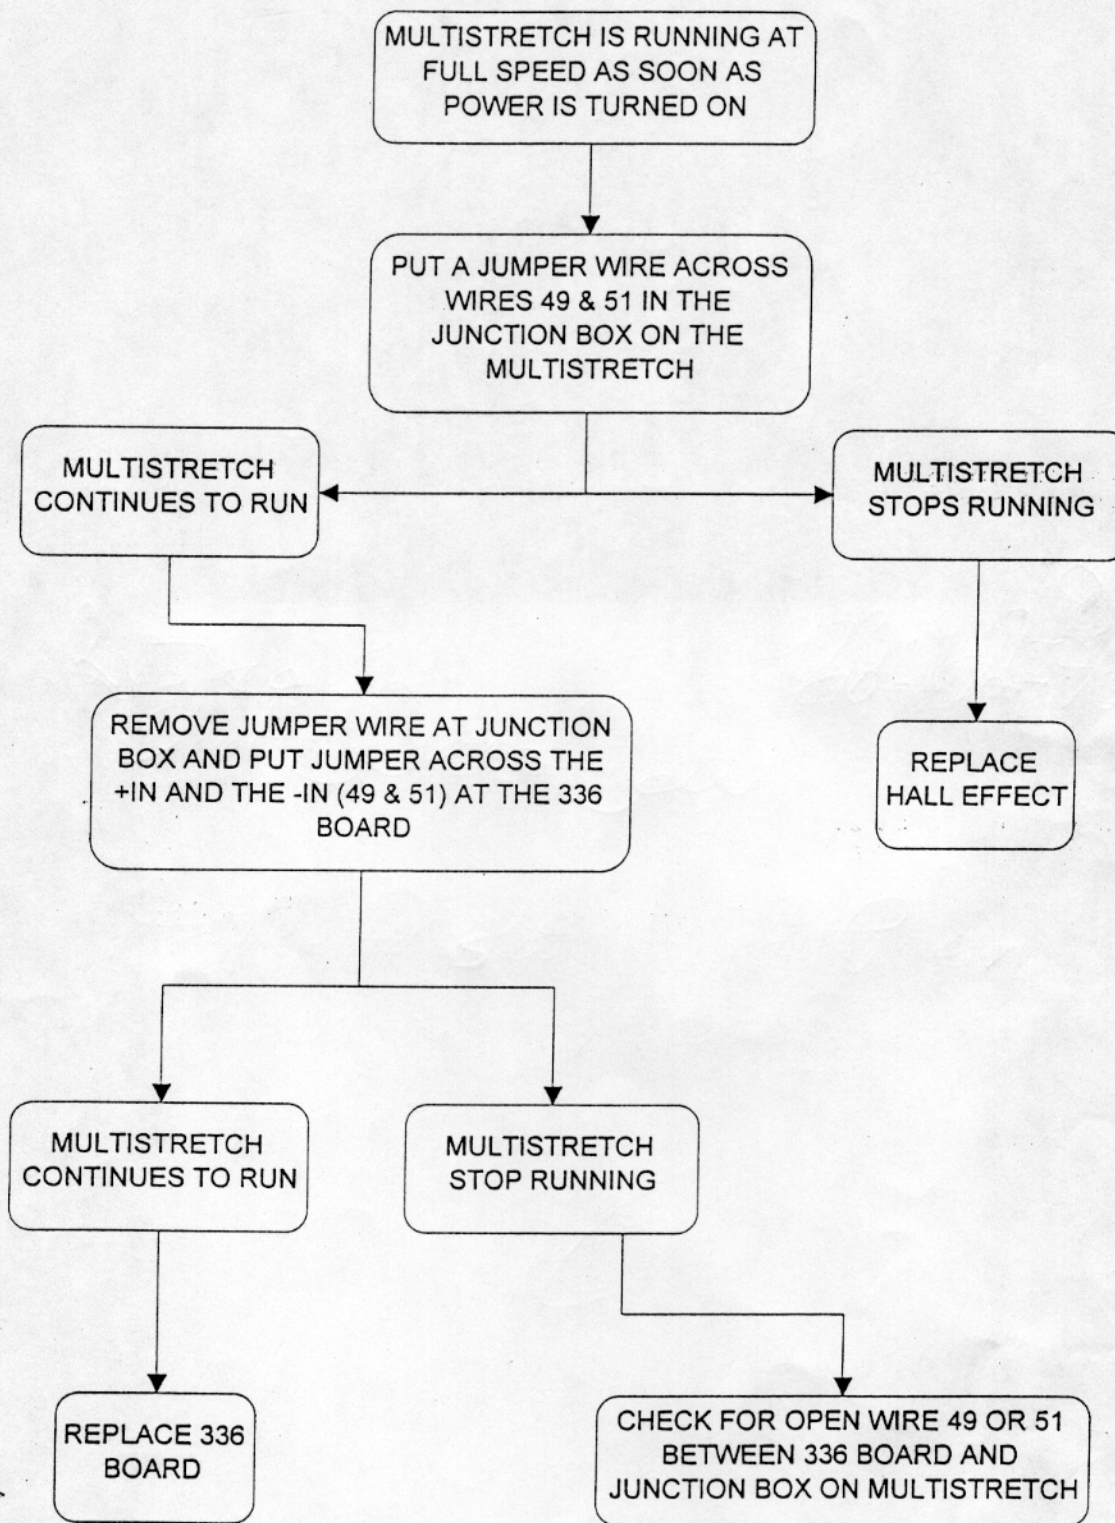 MULTISTRETCH IS RUNNING AT
FULL SPEED AS SOON AS
POWER IS TURNED ON
PUT A JUMPER WIRE ACROSS
WIRES 49 & 51 IN THE
JUNCTION BOX ON THE
MULTISTRETCH
MULTISTRETCH
CONTINUES TO RUN
MULTISTRETCH
STOPS RUNNING
REMOVE JUMPER WIRE AT JUNCTION
BOX AND PUT JUMPER ACROSS THE
+IN AND THE -IN (49 & 51) AT THE 336
BOARD
REPLACE
HALL EFFECT
MULTISTRETCH
CONTINUES TO RUN
MULTISTRETCH
STOP RUNNING
REPLACE 336
BOARD
CHECK FOR OPEN WIRE 49 OR 51
BETWEEN 336 BOARD AND
JUNCTION BOX ON MULTISTRETCH